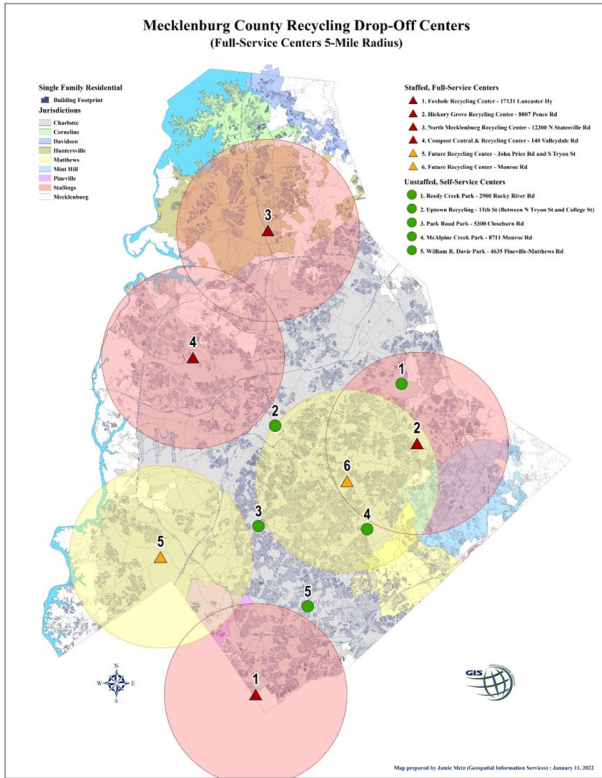 Mecklenburg County Recycling Drop-Off Centers
(Full-Service Centers 5-Mile Radius)
Single Family Residential
Building Footprint
Jurisdictions
Charlotte
Cornelius
Davidson
Huntersville
Matthews
Mint Hill
Pineville
Stallings
Mecklenburg
Staffed, Full-Service Centers
1. Foxhole Recycling Center - 17131 Lancaster Hy
2. Hickory Grove Recycling Center - 8007 Pence Rd
3. North Mecklenburg Recycling Center - 12300 N Statesville Rd
4. Compost Central & Recycling Center - 140 Valleydale Rd
5. Future Recycling Center - John Price Rd and S Tryon St
6. Future Recycling Center - Monroe Rd
Unstaffed, Self-Service Centers
1. Reedy Creek Park - 2900 Rocky River Rd
2. Uptown Recycling - 11th St (Between N Tryon St and College St)
3. Park Road Park - 5300 Closeburn Rd
4. McAlpine Creek Park - 8711 Monroe Rd
5. William R. Davie Park - 4635 Pineville-Matthews Rd
3
4
1
2
2
6
3
4
5
5
1
N
W E
S
GIS
Map prepared by Jamie Metz (Geospatial Information Services) : January 11, 2022